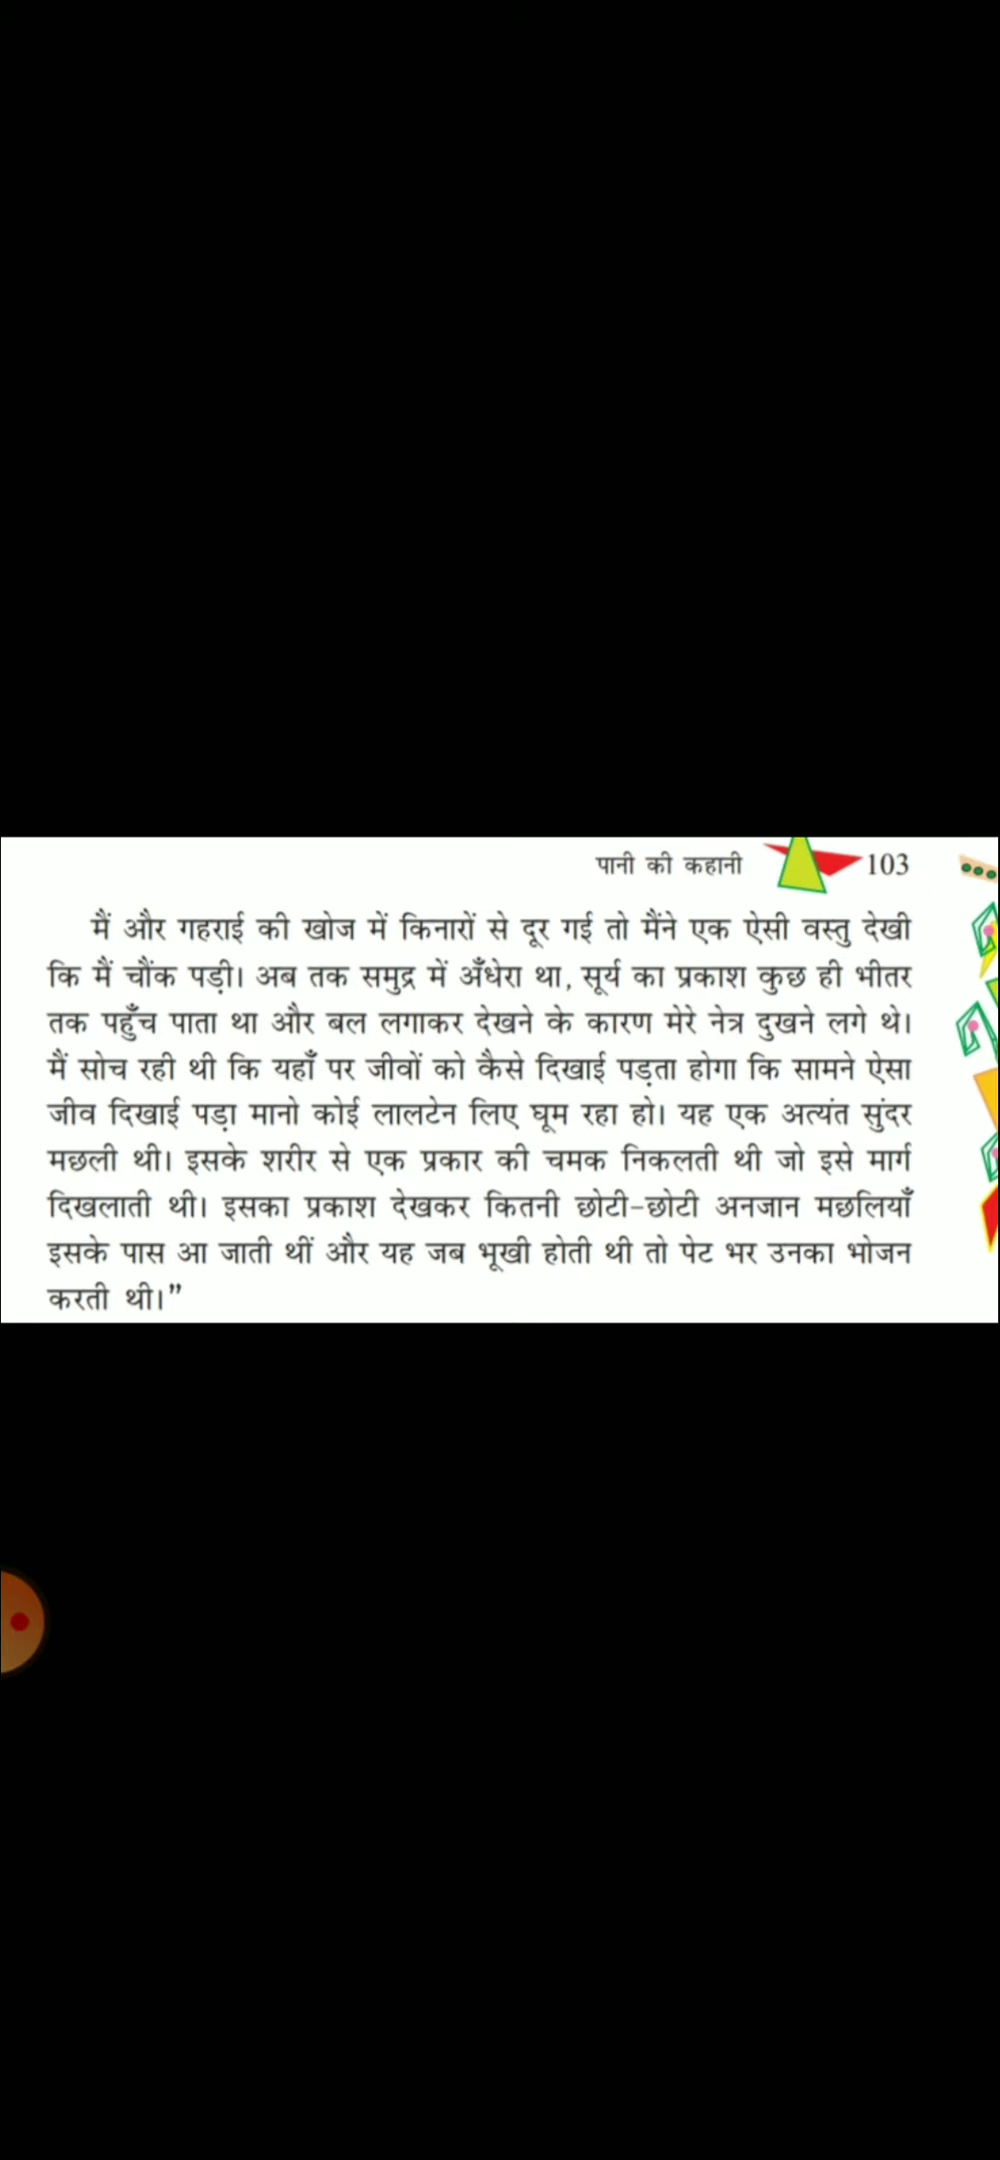 पानी की कहानी 103
मैं और गहराई की खोज में किनारों से दूर गई तो मैंने एक ऐसी वस्तु देखी
कि मैं चौंक पड़ी। अब तक समुद्र में अँधेरा था, सूर्य का प्रकाश कुछ ही भीतर
तक पहुँच पाता था और बल लगाकर देखने के कारण मेरे नेत्र दुखने लगे थे।
मैं सोच रही थी कि यहाँ पर जीवों को कैसे दिखाई पड़ता होगा कि सामने ऐसा
जीव दिखाई पड़ा मानो कोई लालटेन लिए घूम रहा हो। यह एक अत्यंत सुंदर
मछली थी। इसके शरीर से एक प्रकार की चमक निकलती थी जो इसे मार्ग
दिखलाती थी। इसका प्रकाश देखकर कितनी छोटी-छोटी अनजान मछलियाँ
इसके पास आ जाती थीं और यह जब भूखी होती थी तो पेट भर उनका भोजन
करती थी।”